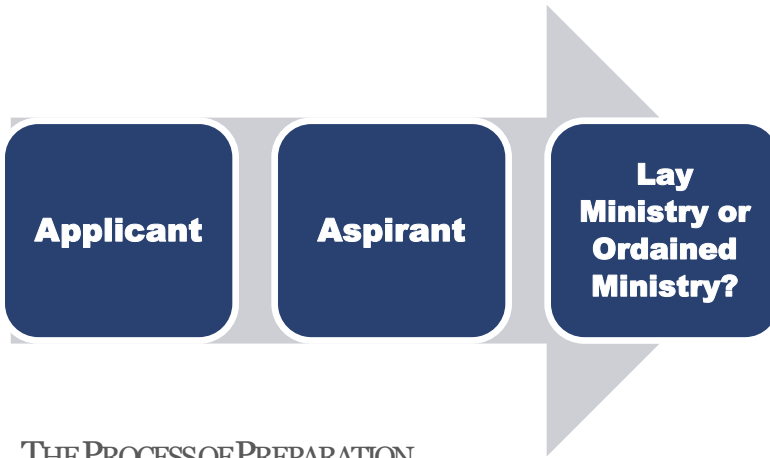 Applicant
Aspirant
Lay
Ministry or
Ordained
Ministry?
THE PROCESS OF PREPARATION